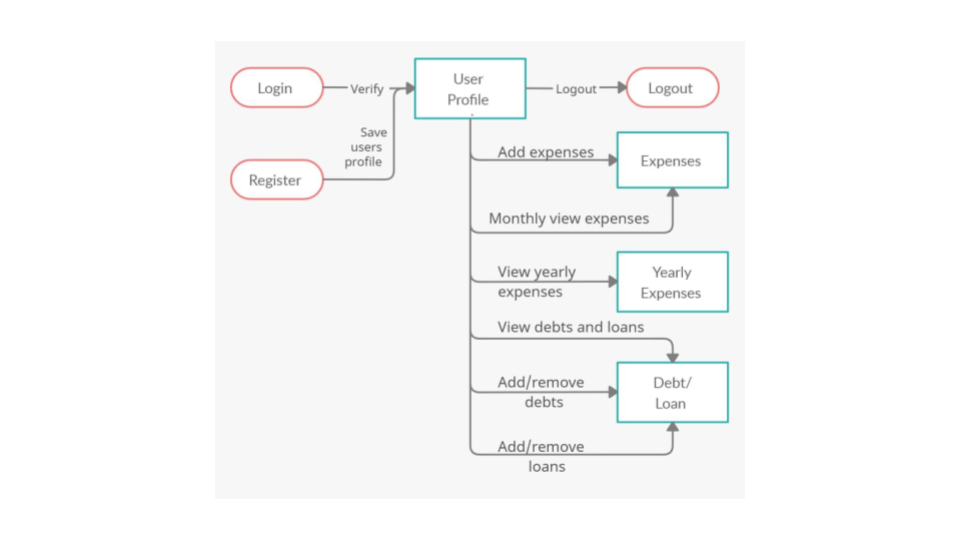 Login
Verify
User
Profile
Logout
Logout
Save
users
profile
Register
Add expenses
Expenses
Monthly view expenses
View yearly
expenses
Yearly
Expenses
View debts and loans
Add/remove
debts
Debt/
Loan
Add/remove
loans